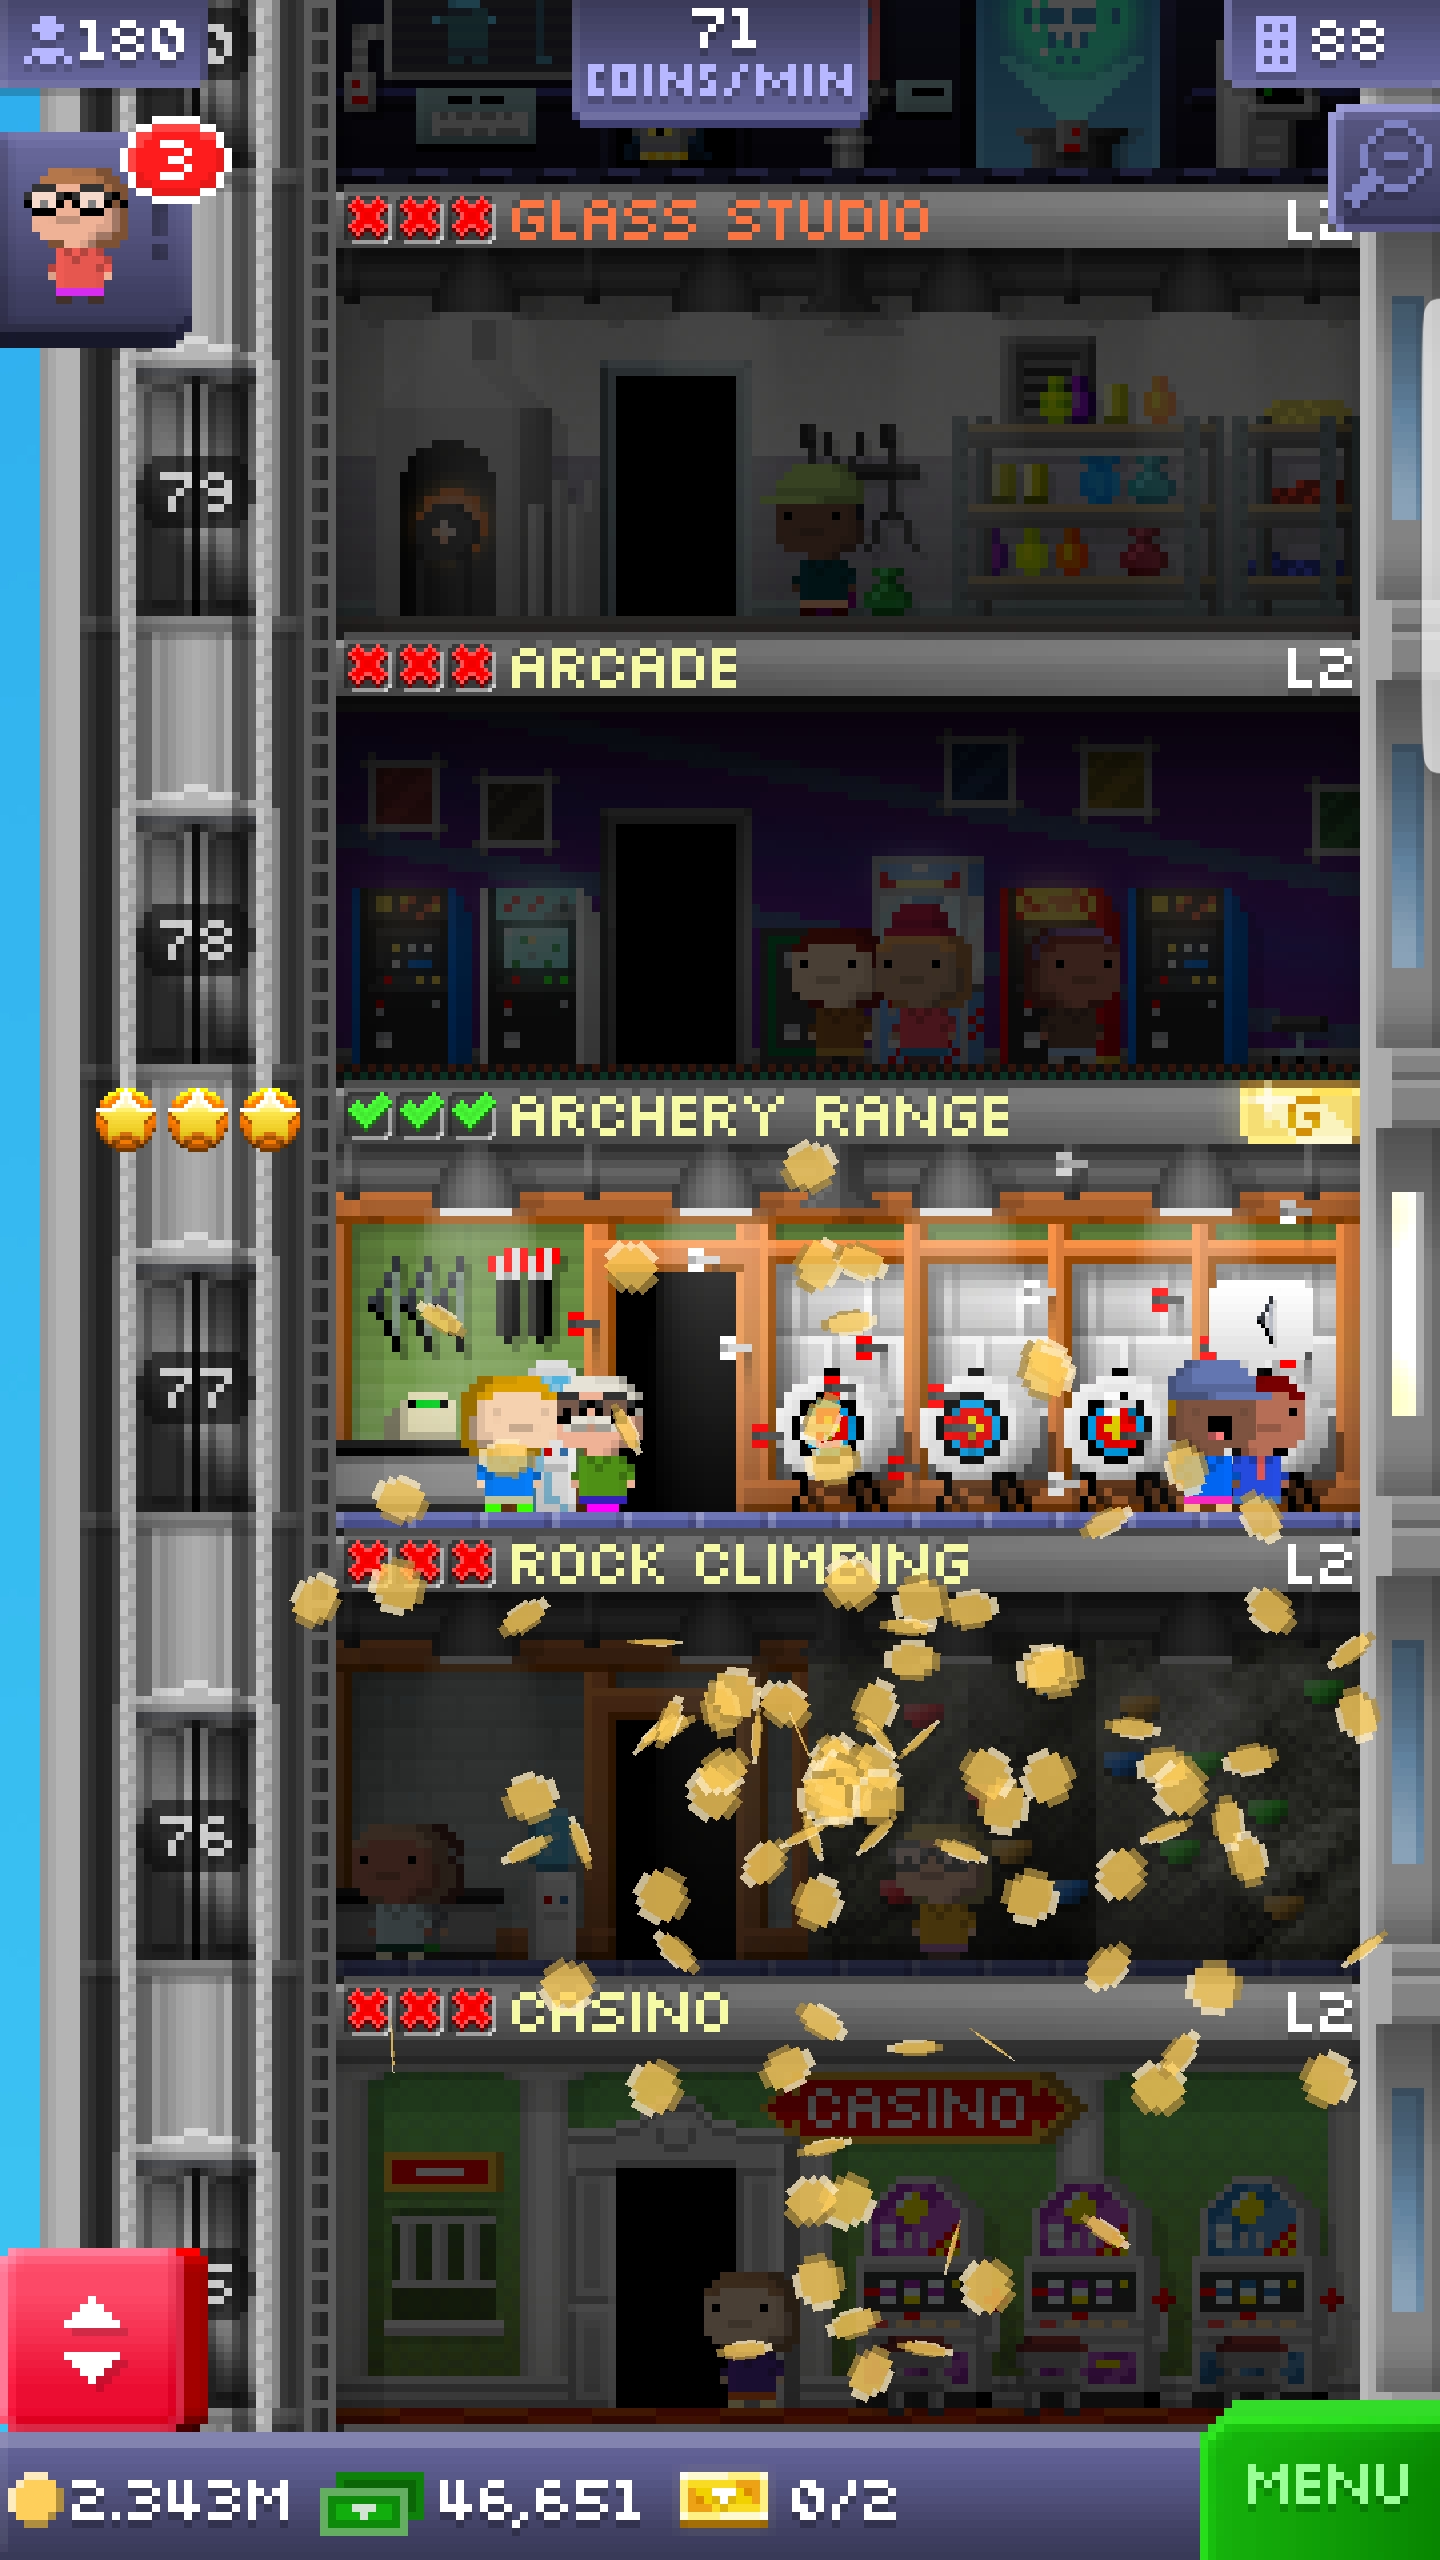 180
71
COINS/MIN
88
3
GLASS STUDIO
79
ARCADE L2
78
ARCHERY RANGE G
77
ROCK CLIMBING L2
76
CASINO L2
CASINO
2.343M 46,651 0/2
MENU